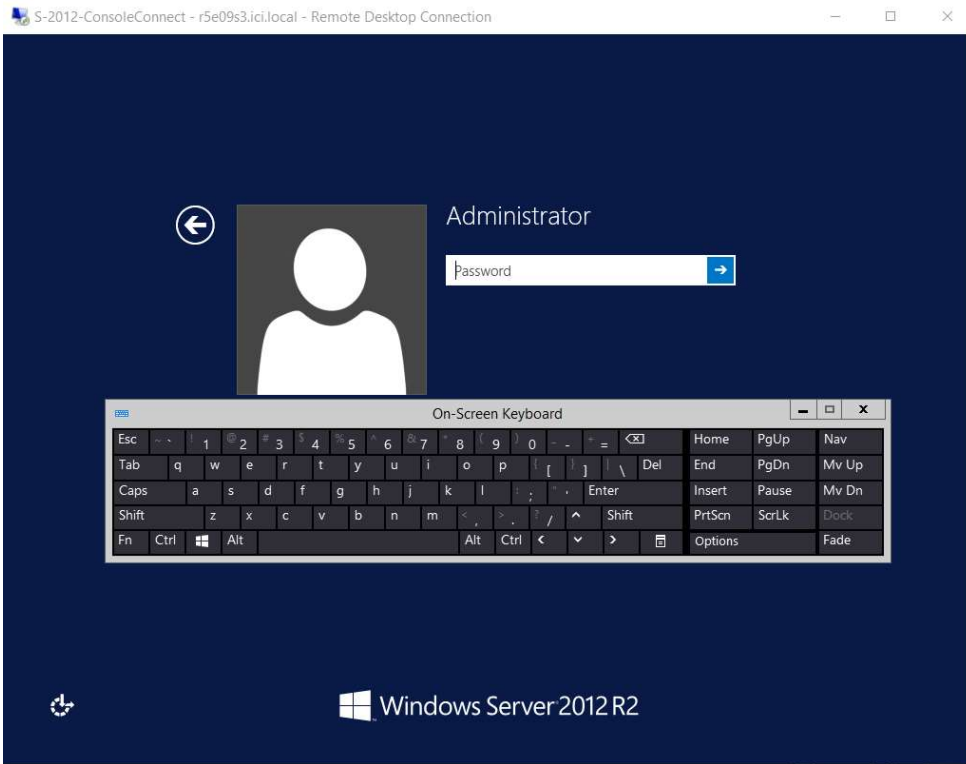 S-2012-ConsoleConnect - r5e09s3.ici.local - Remote Desktop Connection
Administrator
Password
On-Screen Keyboard
Esc ~ ` ! 1 @ 2 # 3 $ 4 % 5 ^ 6 & 7 * 8 ( 9 ) 0 _ - + = Home PgUp Nav
Tab q w e r t y u i o p { [ } ] | \ Del End PgDn Mv Up
Caps a s d f g h j k l : ; " ' Enter Insert Pause Mv Dn
Shift z x c v b n m < , > . ? / ^ Shift PrtScn ScrLk Dock
Fn Ctrl Alt Alt Ctrl Options Fade
Windows Server 2012 R2